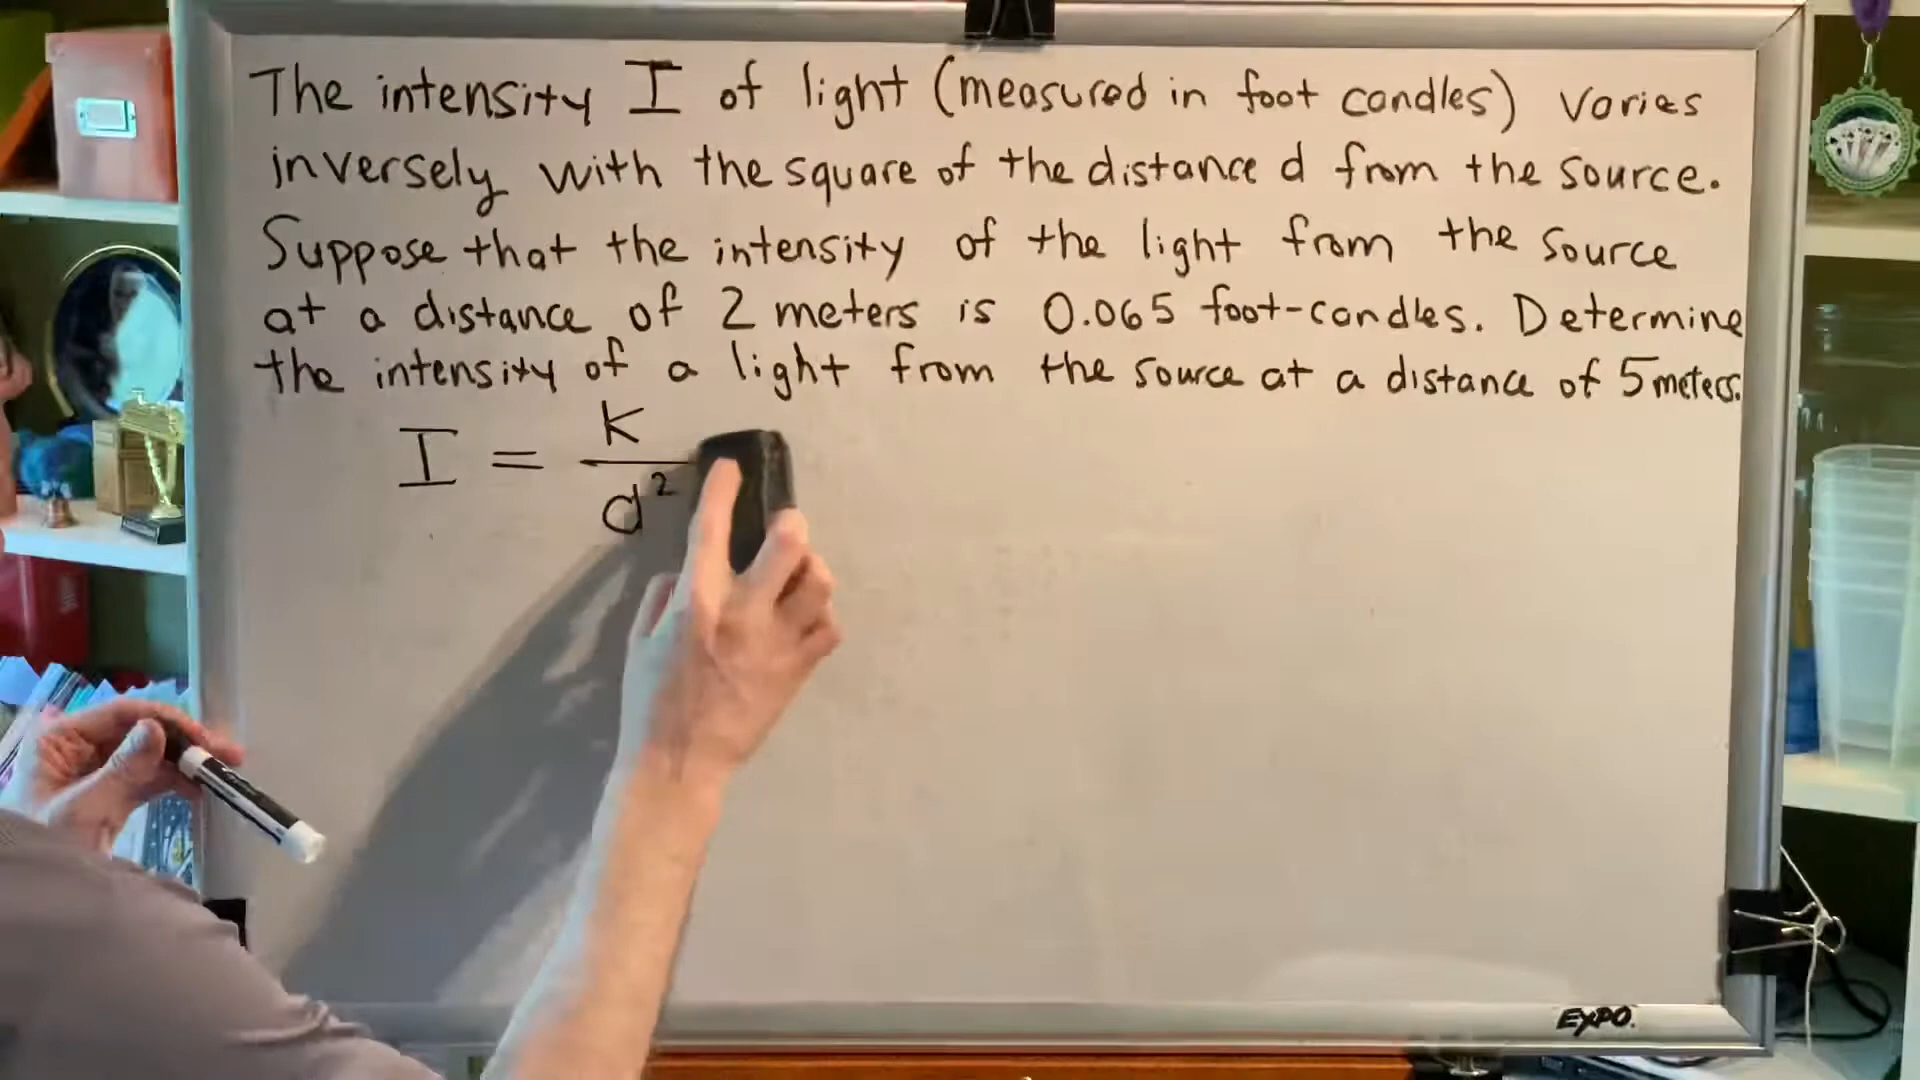 The intensity I of light (measured in foot candles) varies
inversely with the square of the distance d from the source.
Suppose that the intensity of the light from the source
at a distance of 2 meters is 0.065 foot-candles. Determine
the intensity of a light from the source at a distance of 5 meters.
I = K
d²
EXPO